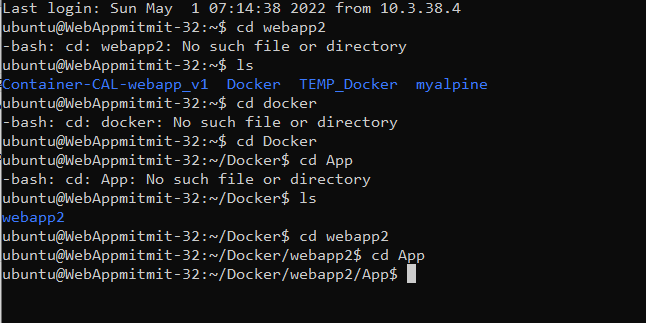 Last login: Sun May  1 07:14:38 2022 from 10.3.38.4
ubuntu@WebAppmitmit-32:~$ cd webapp2
-bash: cd: webapp2: No such file or directory
ubuntu@WebAppmitmit-32:~$ ls
Container-CAL-webapp_v1  Docker  TEMP_Docker  myalpine
ubuntu@WebAppmitmit-32:~$ cd docker
-bash: cd: docker: No such file or directory
ubuntu@WebAppmitmit-32:~$ cd Docker
ubuntu@WebAppmitmit-32:~/Docker$ cd App
-bash: cd: App: No such file or directory
ubuntu@WebAppmitmit-32:~/Docker$ ls
webapp2
ubuntu@WebAppmitmit-32:~/Docker$ cd webapp2
ubuntu@WebAppmitmit-32:~/Docker/webapp2$ cd App
ubuntu@WebAppmitmit-32:~/Docker/webapp2/App$